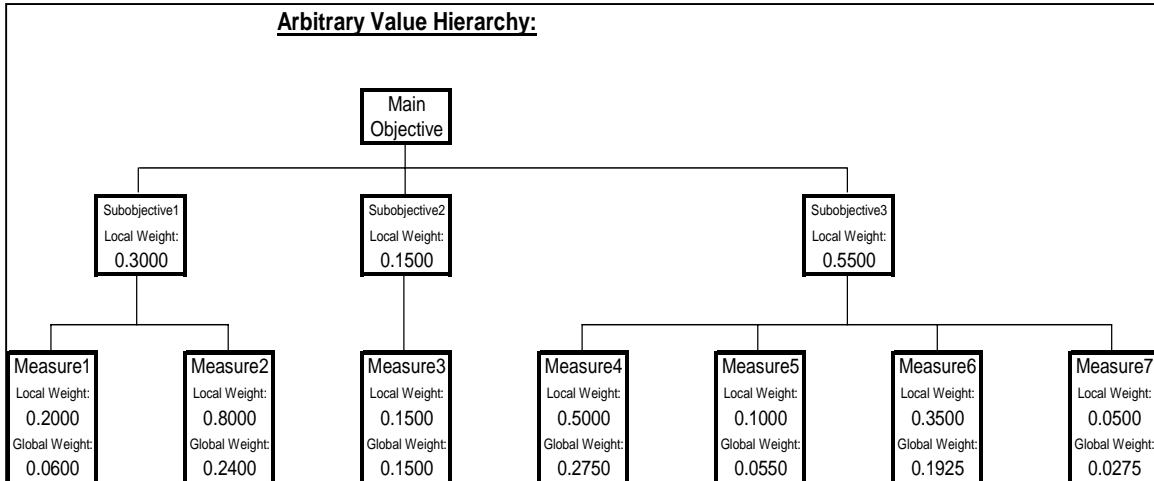 Arbitrary Value Hierarchy:
Main
Objective
Subobjective1
Local Weight:
0.3000
Subobjective2
Local Weight:
0.1500
Subobjective3
Local Weight:
0.5500
Measure1
Local Weight:
0.2000
Global Weight:
0.0600
Measure2
Local Weight:
0.8000
Global Weight:
0.2400
Measure3
Local Weight:
0.1500
Global Weight:
0.1500
Measure4
Local Weight:
0.5000
Global Weight:
0.2750
Measure5
Local Weight:
0.1000
Global Weight:
0.0550
Measure6
Local Weight:
0.3500
Global Weight:
0.1925
Measure7
Local Weight:
0.0500
Global Weight:
0.0275